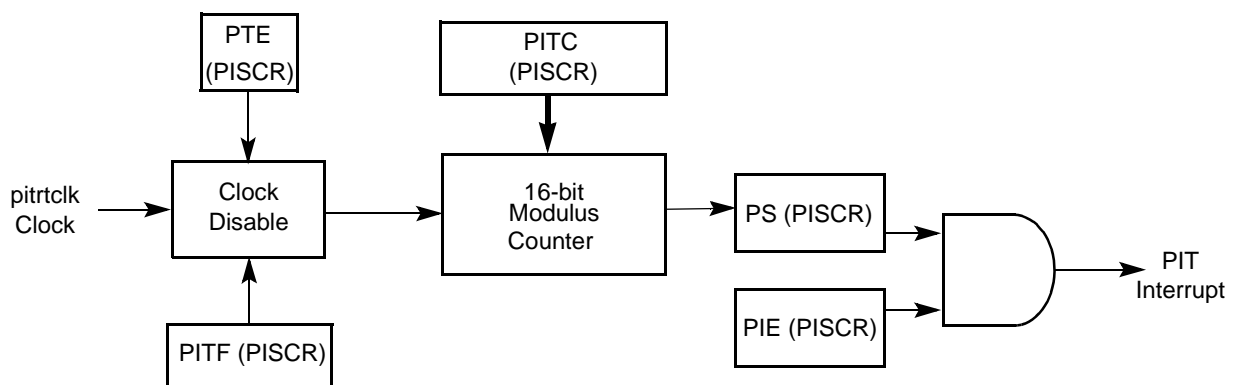 PTE
(PISCR)
PITC
(PISCR)
pitrtclk
Clock
Clock
Disable
16-bit
Modulus
Counter
PS (PISCR)
PIE (PISCR)
PIT
Interrupt
PITF (PISCR)